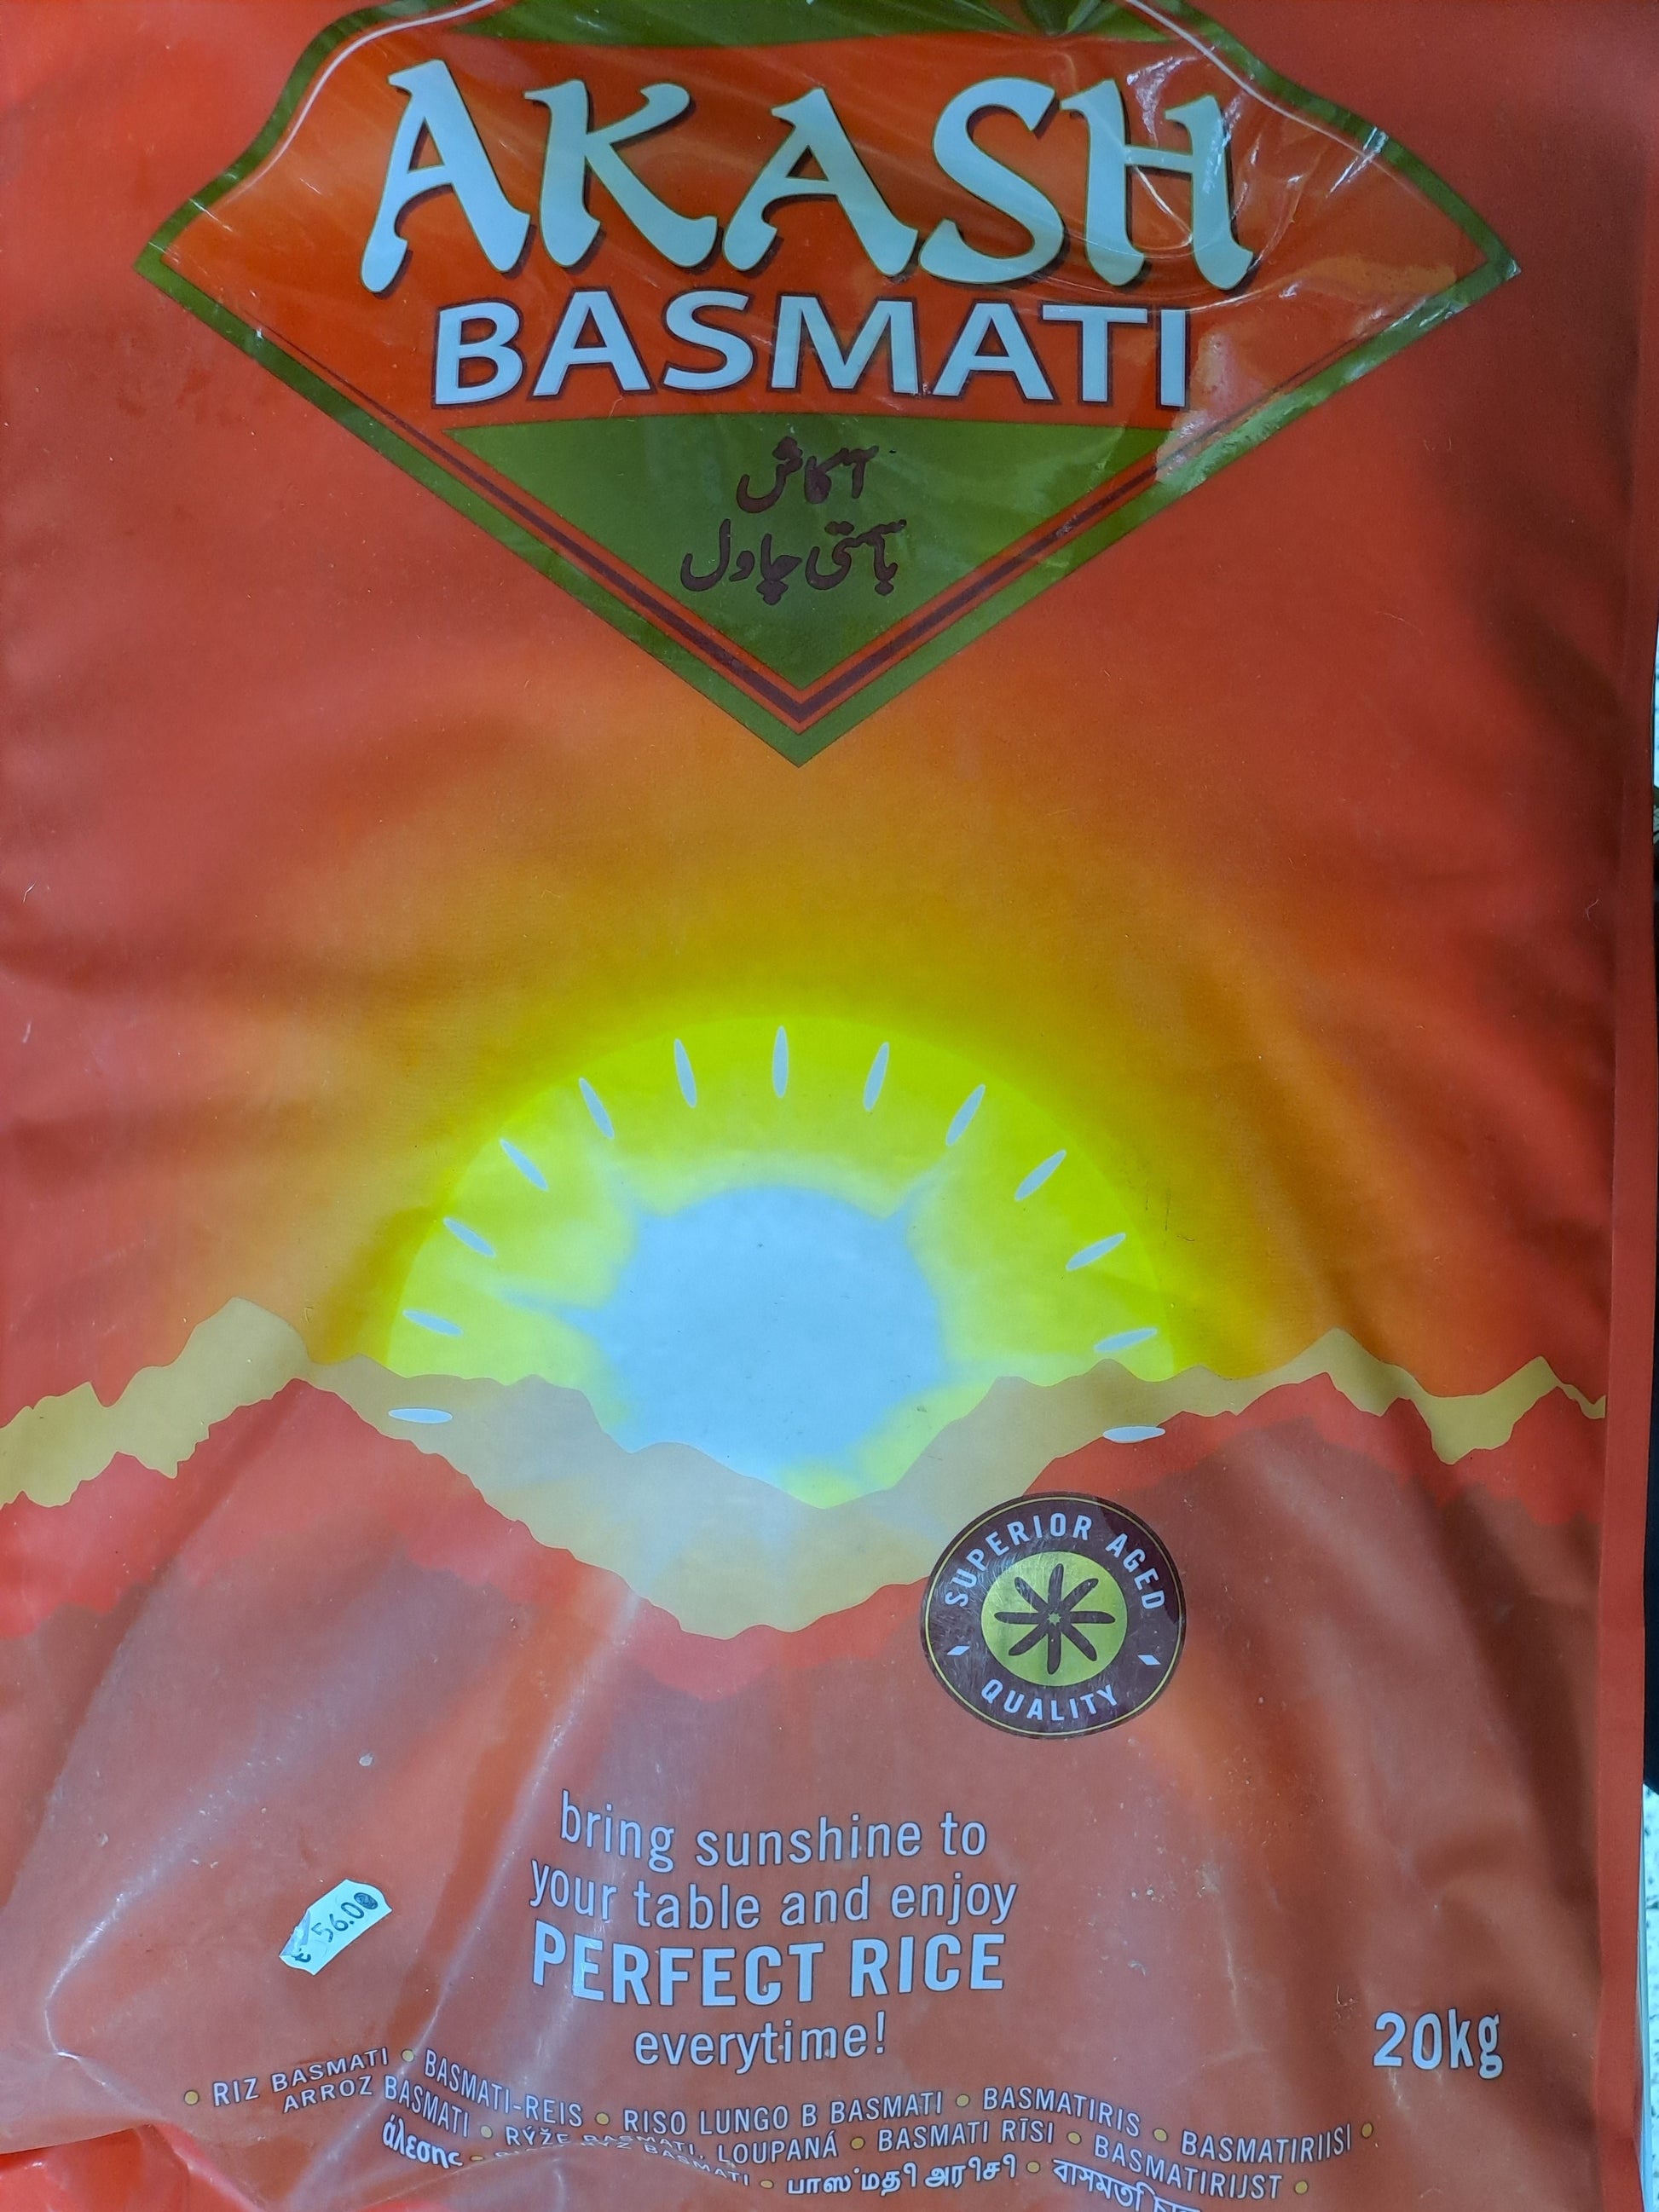 AKASH
BASMATI
آکاش
باسمتی چاول
SUPERIOR AGED
QUALITY
bring sunshine to
your table and enjoy
PERFECT RICE
everytime!
£ 56.00
20kg
• RIZ BASMATI • BASMATI-REIS • RISO LUNGO B BASMATI • BASMATIRIS • BASMATIRIISI •
ARROZ BASMATI • RÝŽE BASMATI, LOUPANÁ • BASMATI RĪSI • BASMATIRIJST •
άλεσης • BASMATI • பாஸ்மதி அரிசி • বাসমতি